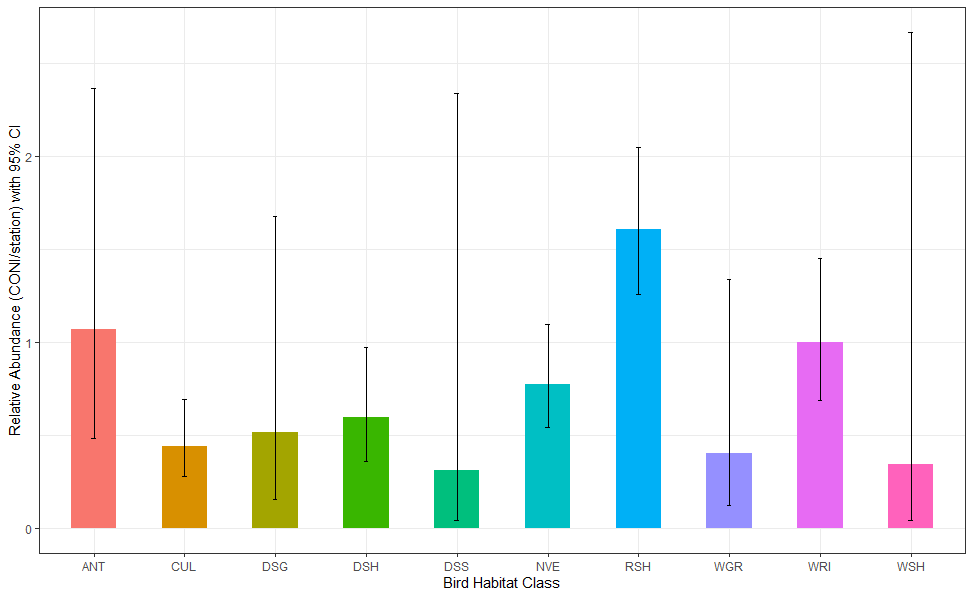 Relative Abundance (CONI/station) with 95% CI
2
1
0
ANT CUL DSG DSH DSS NVE RSH WGR WRI WSH
Bird Habitat Class